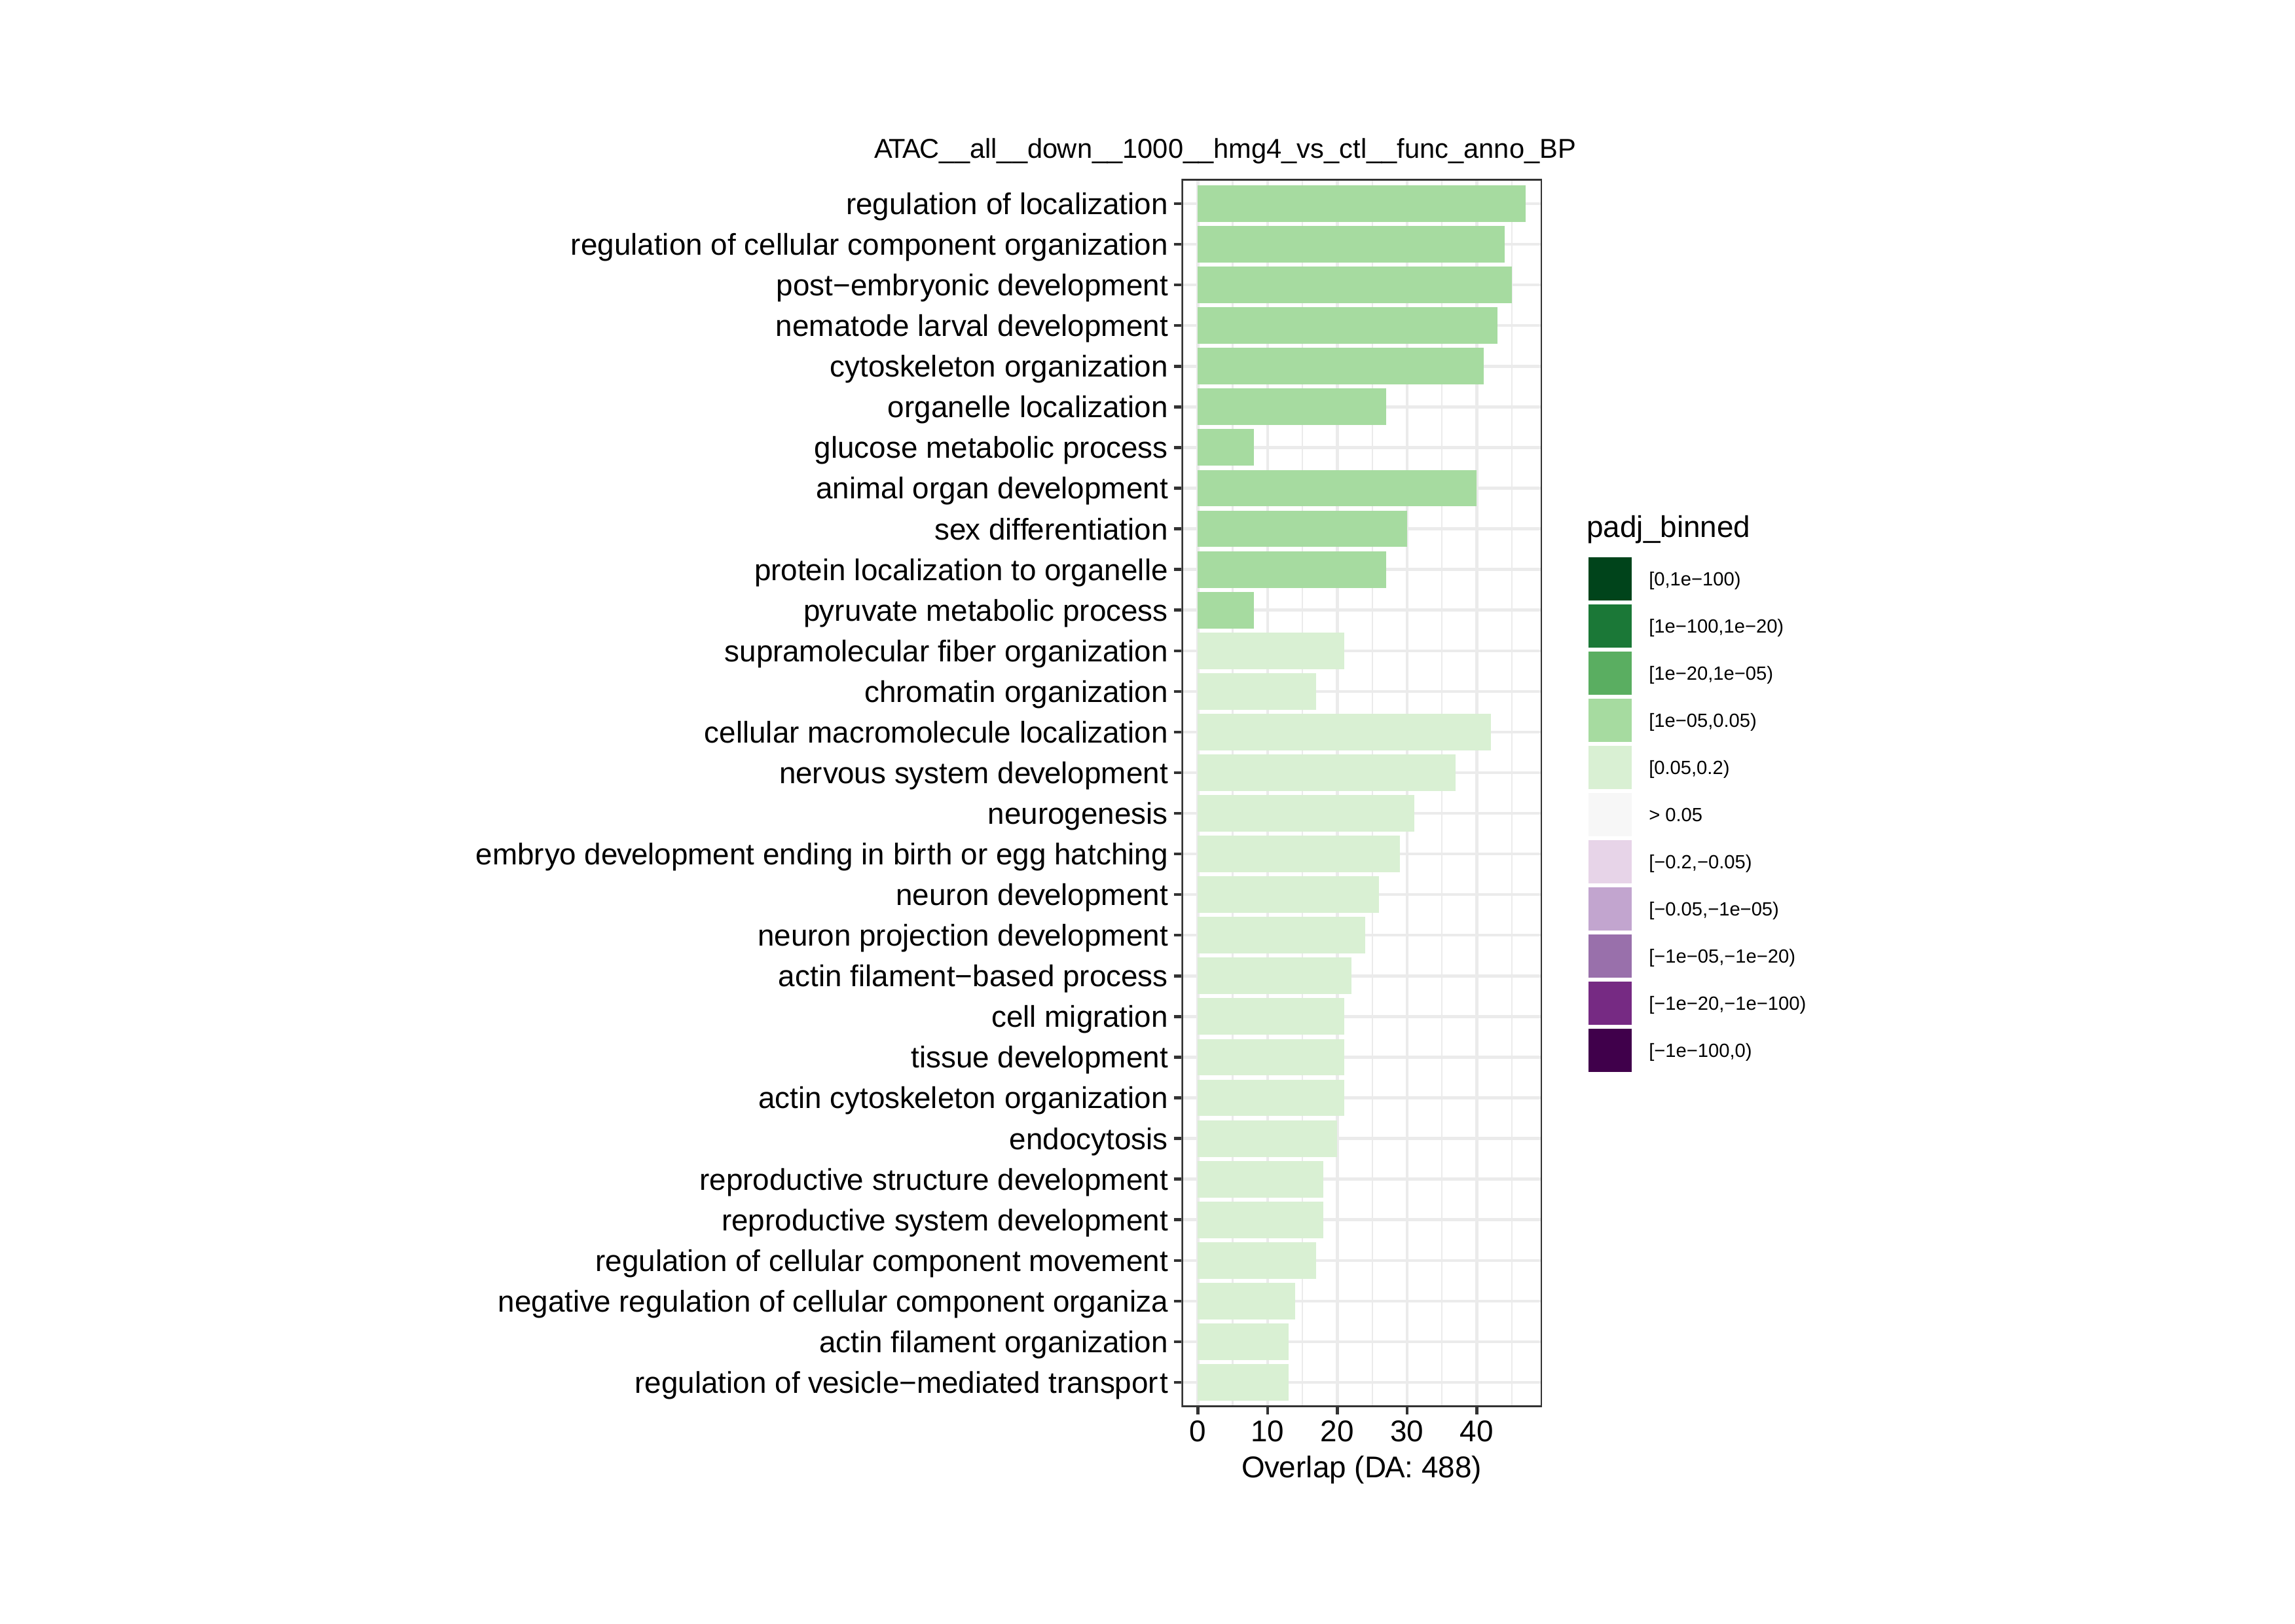 ATAC__all__down__1000__hmg4_vs_ctl__func_anno_BP
regulation of localization
regulation of cellular component organization
post−embryonic development
nematode larval development
cytoskeleton organization
organelle localization
glucose metabolic process
animal organ development
sex differentiation
protein localization to organelle
pyruvate metabolic process
supramolecular fiber organization
chromatin organization
cellular macromolecule localization
nervous system development
neurogenesis
embryo development ending in birth or egg hatching
neuron development
neuron projection development
actin filament−based process
cell migration
tissue development
actin cytoskeleton organization
endocytosis
reproductive structure development
reproductive system development
regulation of cellular component movement
negative regulation of cellular component organiza
actin filament organization
regulation of vesicle−mediated transport
0 10 20 30 40
Overlap (DA: 488)
padj_binned
[0,1e−100)
[1e−100,1e−20)
[1e−20,1e−05)
[1e−05,0.05)
[0.05,0.2)
> 0.05
[−0.2,−0.05)
[−0.05,−1e−05)
[−1e−05,−1e−20)
[−1e−20,−1e−100)
[−1e−100,0)